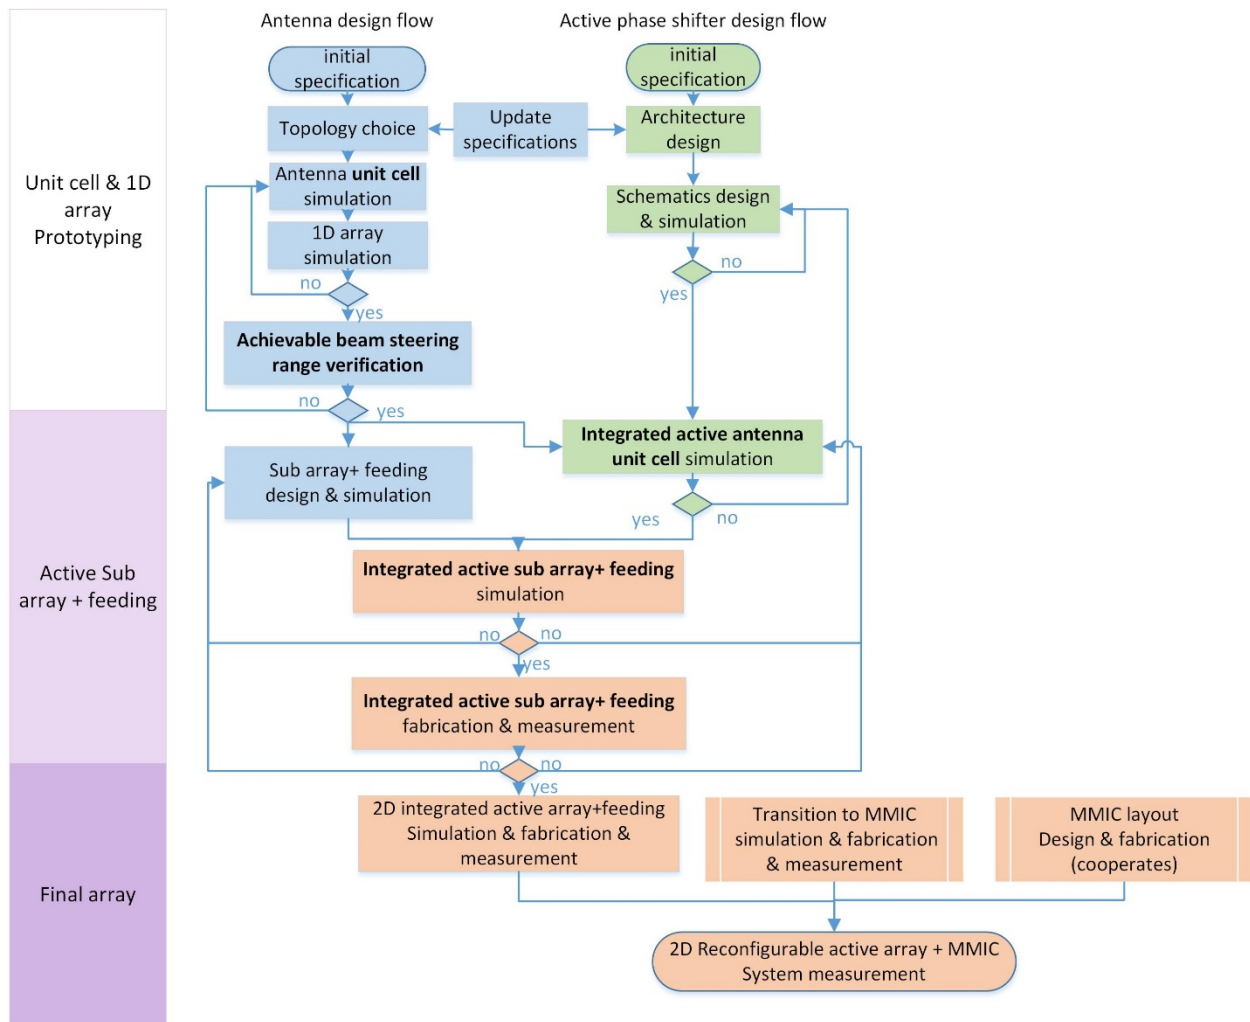 Antenna design flow
Active phase shifter design flow
initial
specification
initial
specification
Topology choice
Update
specifications
Architecture
design
Unit cell & 1D
array
Prototyping
Antenna unit cell
simulation
Schematics design
& simulation
1D array
simulation
no
no
yes
yes
Achievable beam steering
range verification
no
yes
Integrated active antenna
unit cell simulation
Sub array+ feeding
design & simulation
yes
no
Active Sub
array + feeding
Integrated active sub array+ feeding
simulation
no
no
yes
Integrated active sub array+ feeding
fabrication & measurement
no
no
yes
Final array
2D integrated active array+feeding
Simulation & fabrication &
measurement
Transition to MMIC
simulation & fabrication
& measurement
MMIC layout
Design & fabrication
(cooperates)
2D Reconfigurable active array + MMIC
System measurement